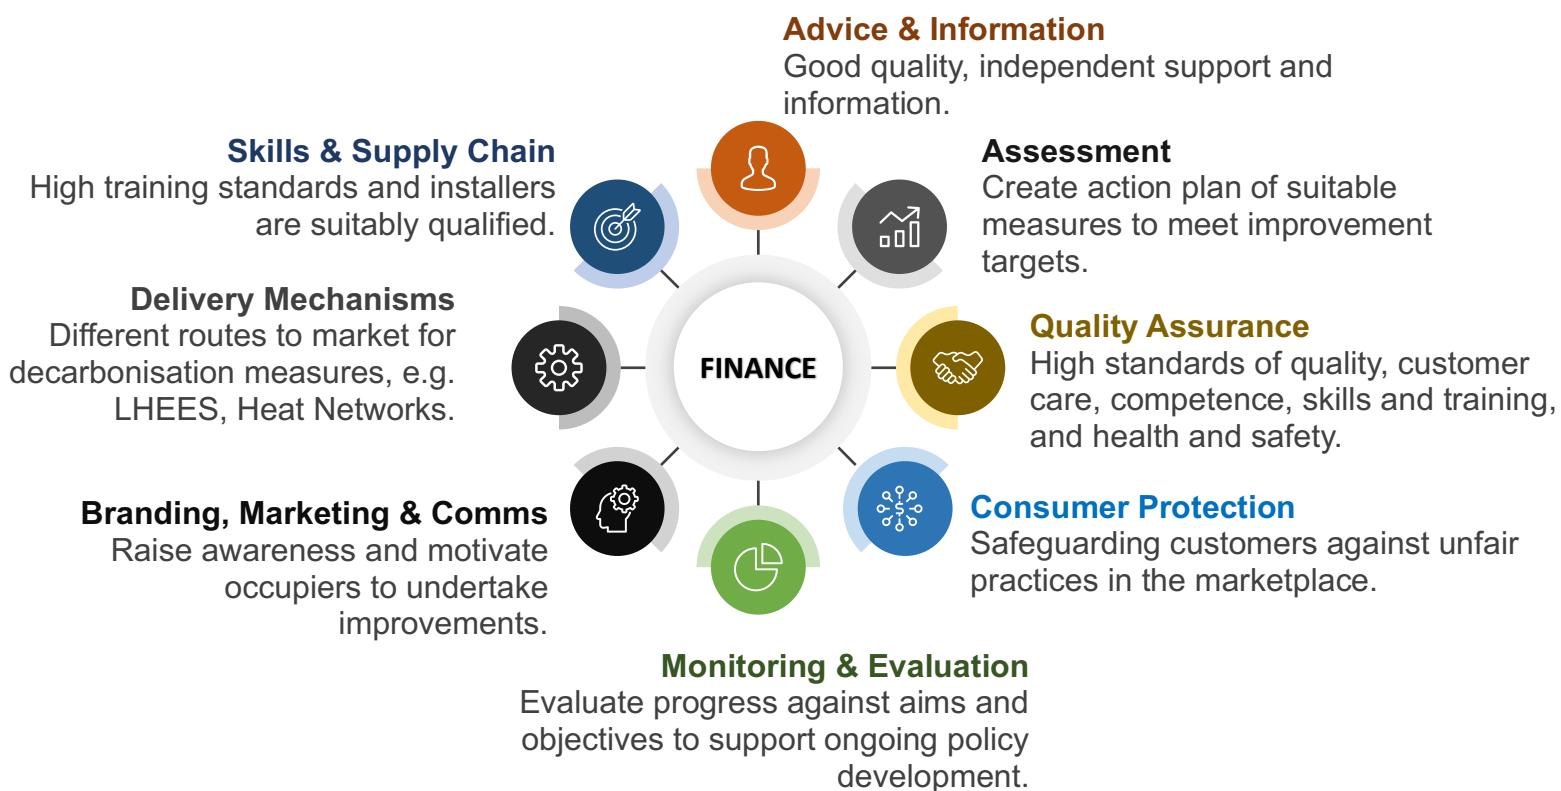 Advice & Information
Good quality, independent support and
information.
Assessment
Create action plan of suitable
measures to meet improvement
targets.
Quality Assurance
High standards of quality, customer
care, competence, skills and training,
and health and safety.
Consumer Protection
Safeguarding customers against unfair
practices in the marketplace.
Monitoring & Evaluation
Evaluate progress against aims and
objectives to support ongoing policy
development.
Branding, Marketing & Comms
Raise awareness and motivate
occupiers to undertake
improvements.
Delivery Mechanisms
Different routes to market for
decarbonisation measures, e.g.
LHEES, Heat Networks.
Skills & Supply Chain
High training standards and installers
are suitably qualified.
FINANCE
$